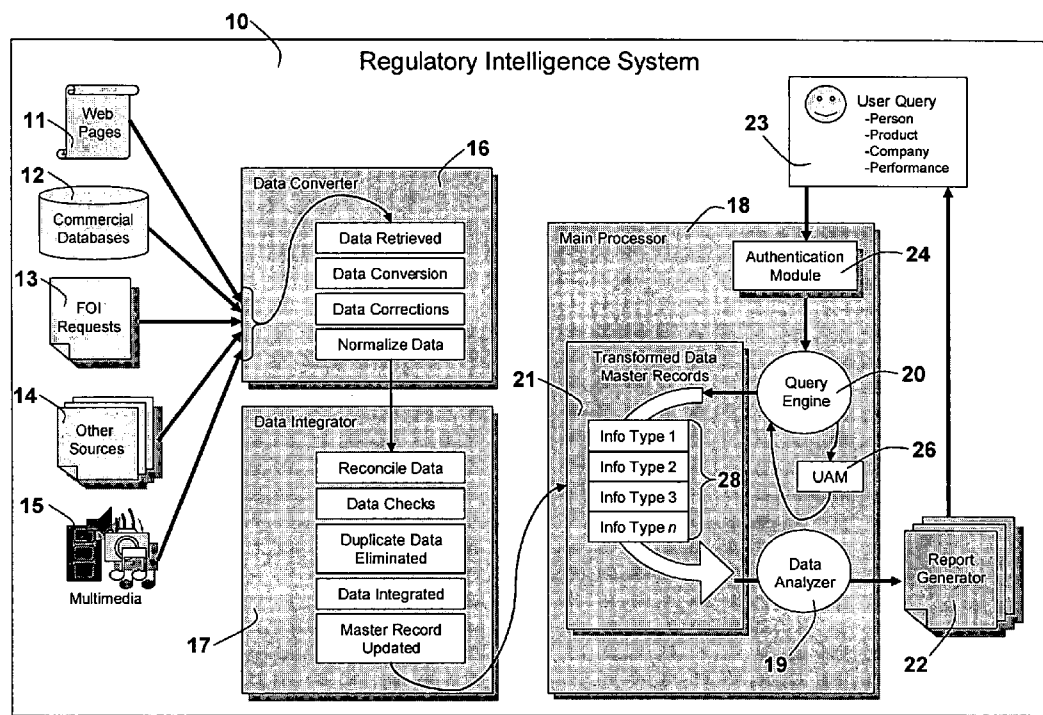 10
Regulatory Intelligence System
11
Web
Pages
12
Commercial
Databases
13
FOI
Requests
14
Other
Sources
15
Multimedia
16
Data Converter
Data Retrieved
Data Conversion
Data Corrections
Normalize Data
Data Integrator
Reconcile Data
Data Checks
Duplicate Data
Eliminated
Data Integrated
Master Record
Updated
17
User Query
-Person
-Product
-Company
-Performance
23
18
Main Processor
Authentication
Module
24
Transformed Data
Master Records
21
Info Type 1
Info Type 2
Info Type 3
Info Type n
28
Query
Engine
20
UAM
26
Data
Analyzer
19
Report
Generator
22